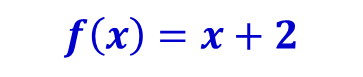 f(x) = x + 2